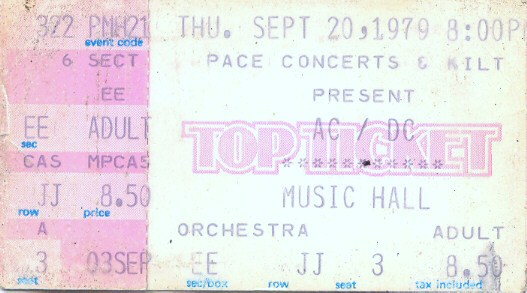 322 PMH21 THU. SEPT 20,1979 8:00P
event code
6 SECT PACE CONCERTS & KILT
EE PRESENT
EE ADULT AC / DC
TOP TICKET
sec
CAS MPCA5 ***********
JJ 8.50 MUSIC HALL
row price
A ORCHESTRA ADULT
3 03SEP EE JJ 3 8.50
seat sec/box row seat tax included